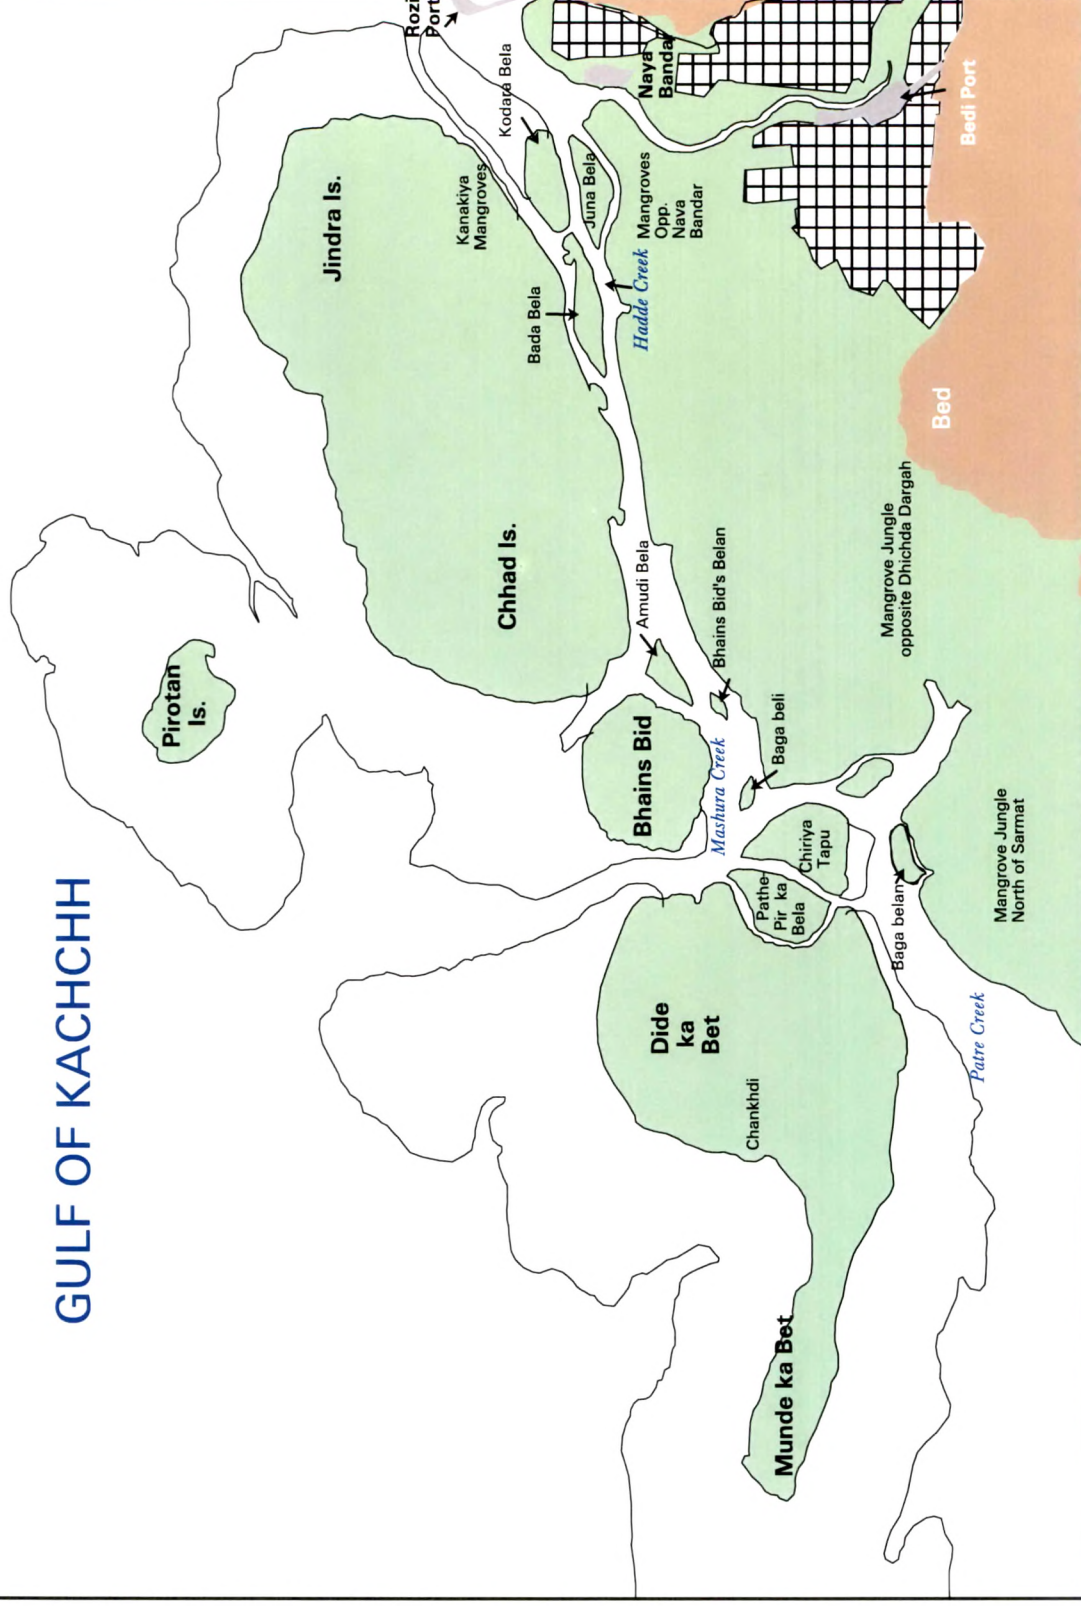 GULF OF KACHCHH
Pirotan
Is.
Jindra Is.
Rozi
Port
Kodara Bela
Kanakiya
Mangroves
Naya
Bandar
Juna Bela
Mangroves
Opp.
Nava
Bandar
Bedi Port
Bada Bela
Hadde Creek
Bed
Chhad Is.
Amudi Bela
Bhains Bid's Belan
Mangrove Jungle
opposite Dhichda Dargah
Bhains Bid
Mashura Creek
Baga beli
Chiriya
Tapu
Pathe
Pir ka
Bela
Baga belan
Mangrove Jungle
North of Sarmat
Dide
ka
Bet
Chankhdi
Patre Creek
Munde ka Bet